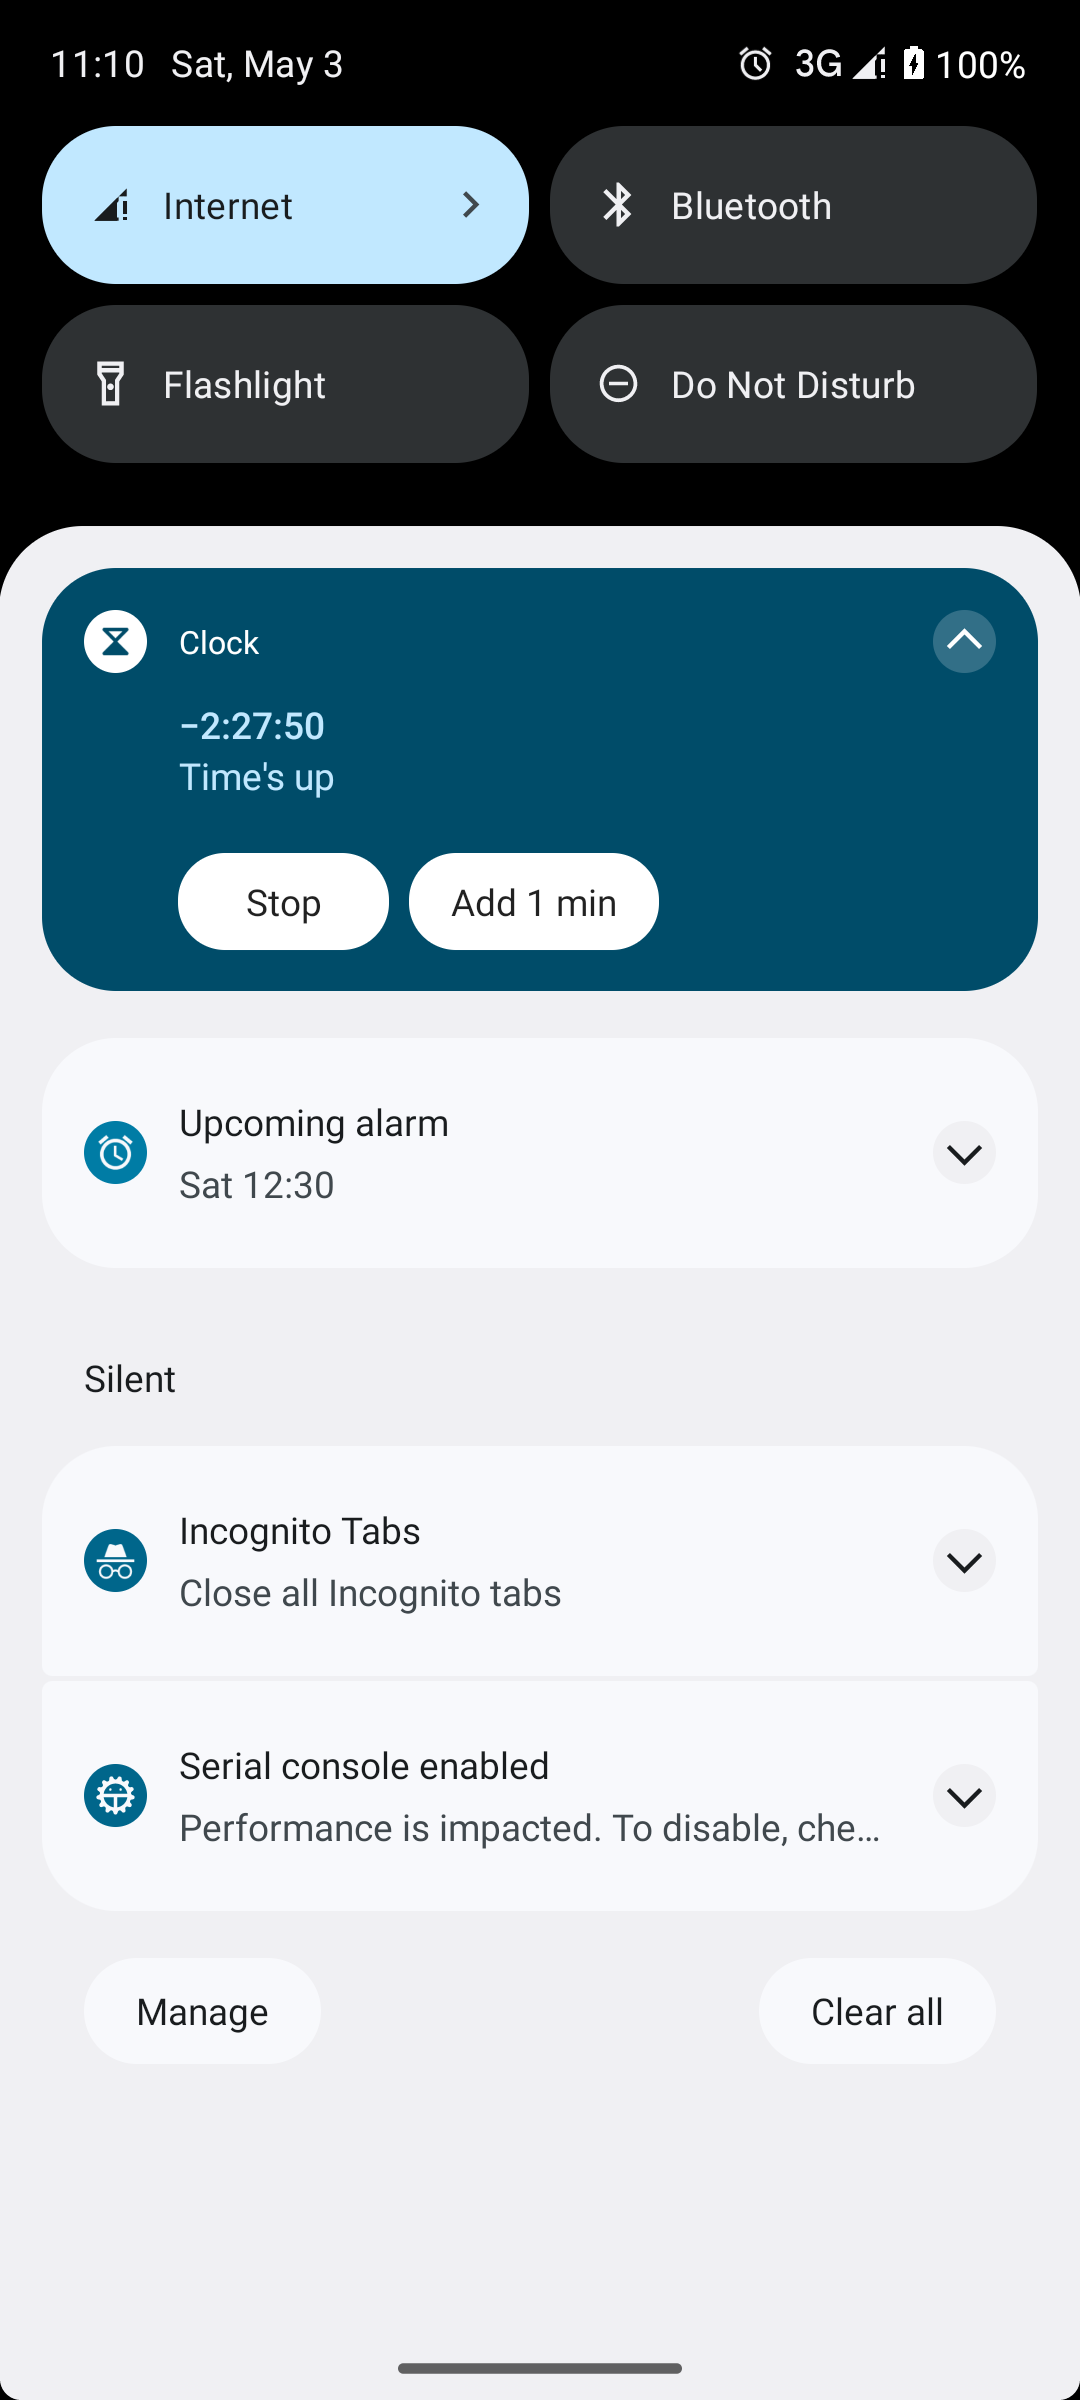 11:10 Sat, May 3
3G 100%
Internet
Bluetooth
Flashlight
Do Not Disturb
Clock
−2:27:50
Time's up
Stop
Add 1 min
Upcoming alarm
Sat 12:30
Silent
Incognito Tabs
Close all Incognito tabs
Serial console enabled
Performance is impacted. To disable, che…
Manage
Clear all